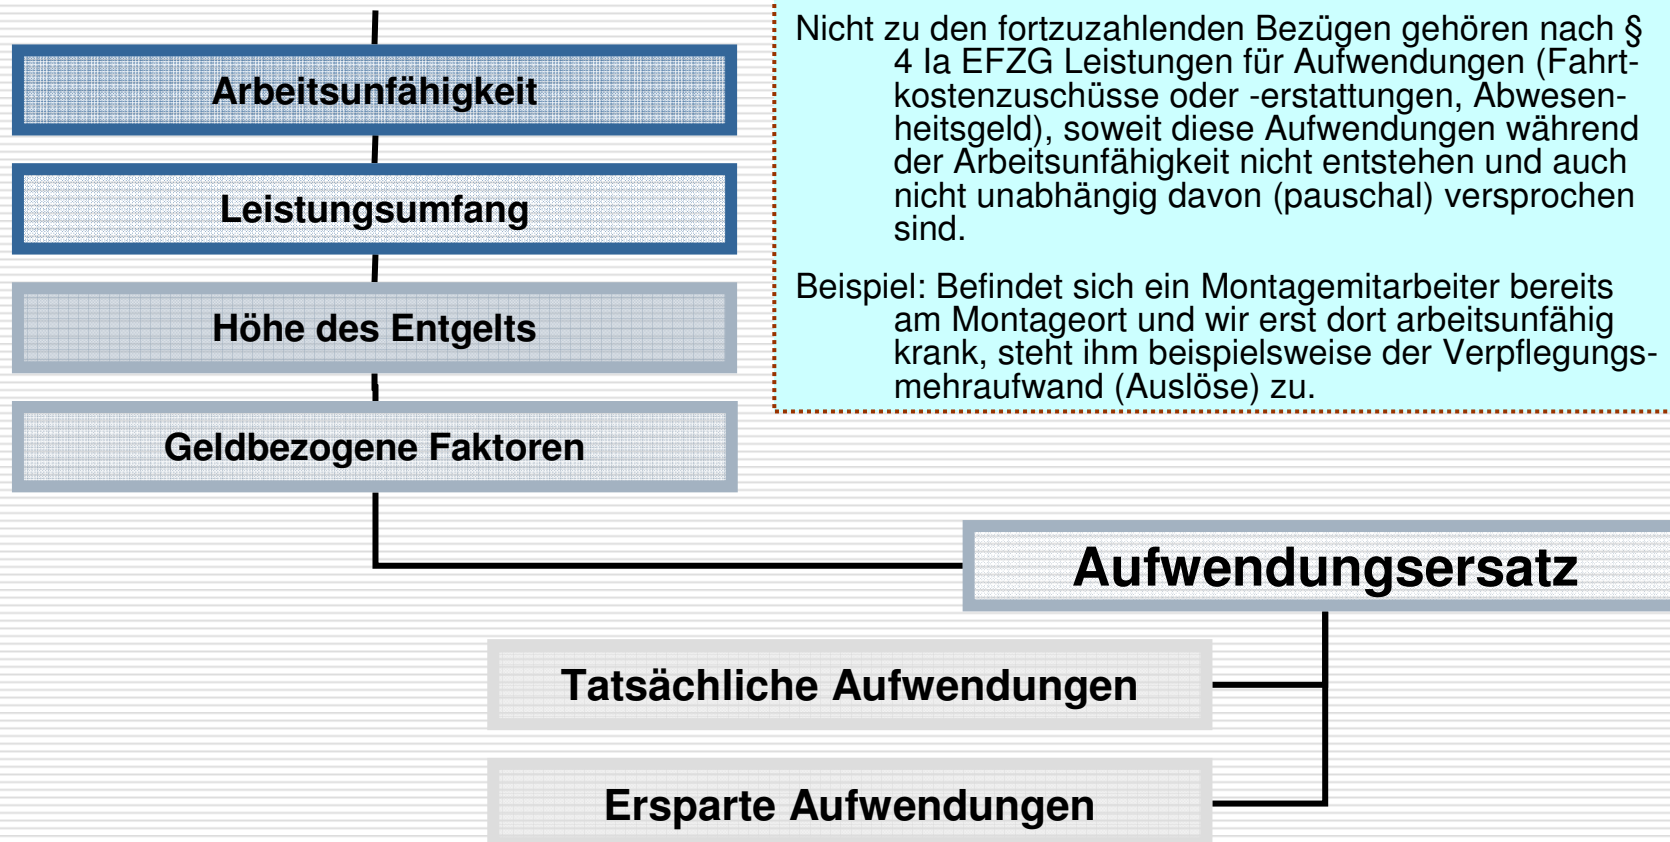 Arbeitsunfähigkeit
Leistungsumfang
Höhe des Entgelts
Geldbezogene Faktoren
Nicht zu den fortzuzahlenden Bezügen gehören nach §
4 Ia EFZG Leistungen für Aufwendungen (Fahrt-
kostenzuschüsse oder -erstattungen, Abwesen-
heitsgeld), soweit diese Aufwendungen während
der Arbeitsunfähigkeit nicht entstehen und auch
nicht unabhängig davon (pauschal) versprochen
sind.
Beispiel: Befindet sich ein Montagemitarbeiter bereits
am Montageort und wir erst dort arbeitsunfähig
krank, steht ihm beispielsweise der Verpflegungs-
mehraufwand (Auslöse) zu.
Aufwendungsersatz
Tatsächliche Aufwendungen
Ersparte Aufwendungen